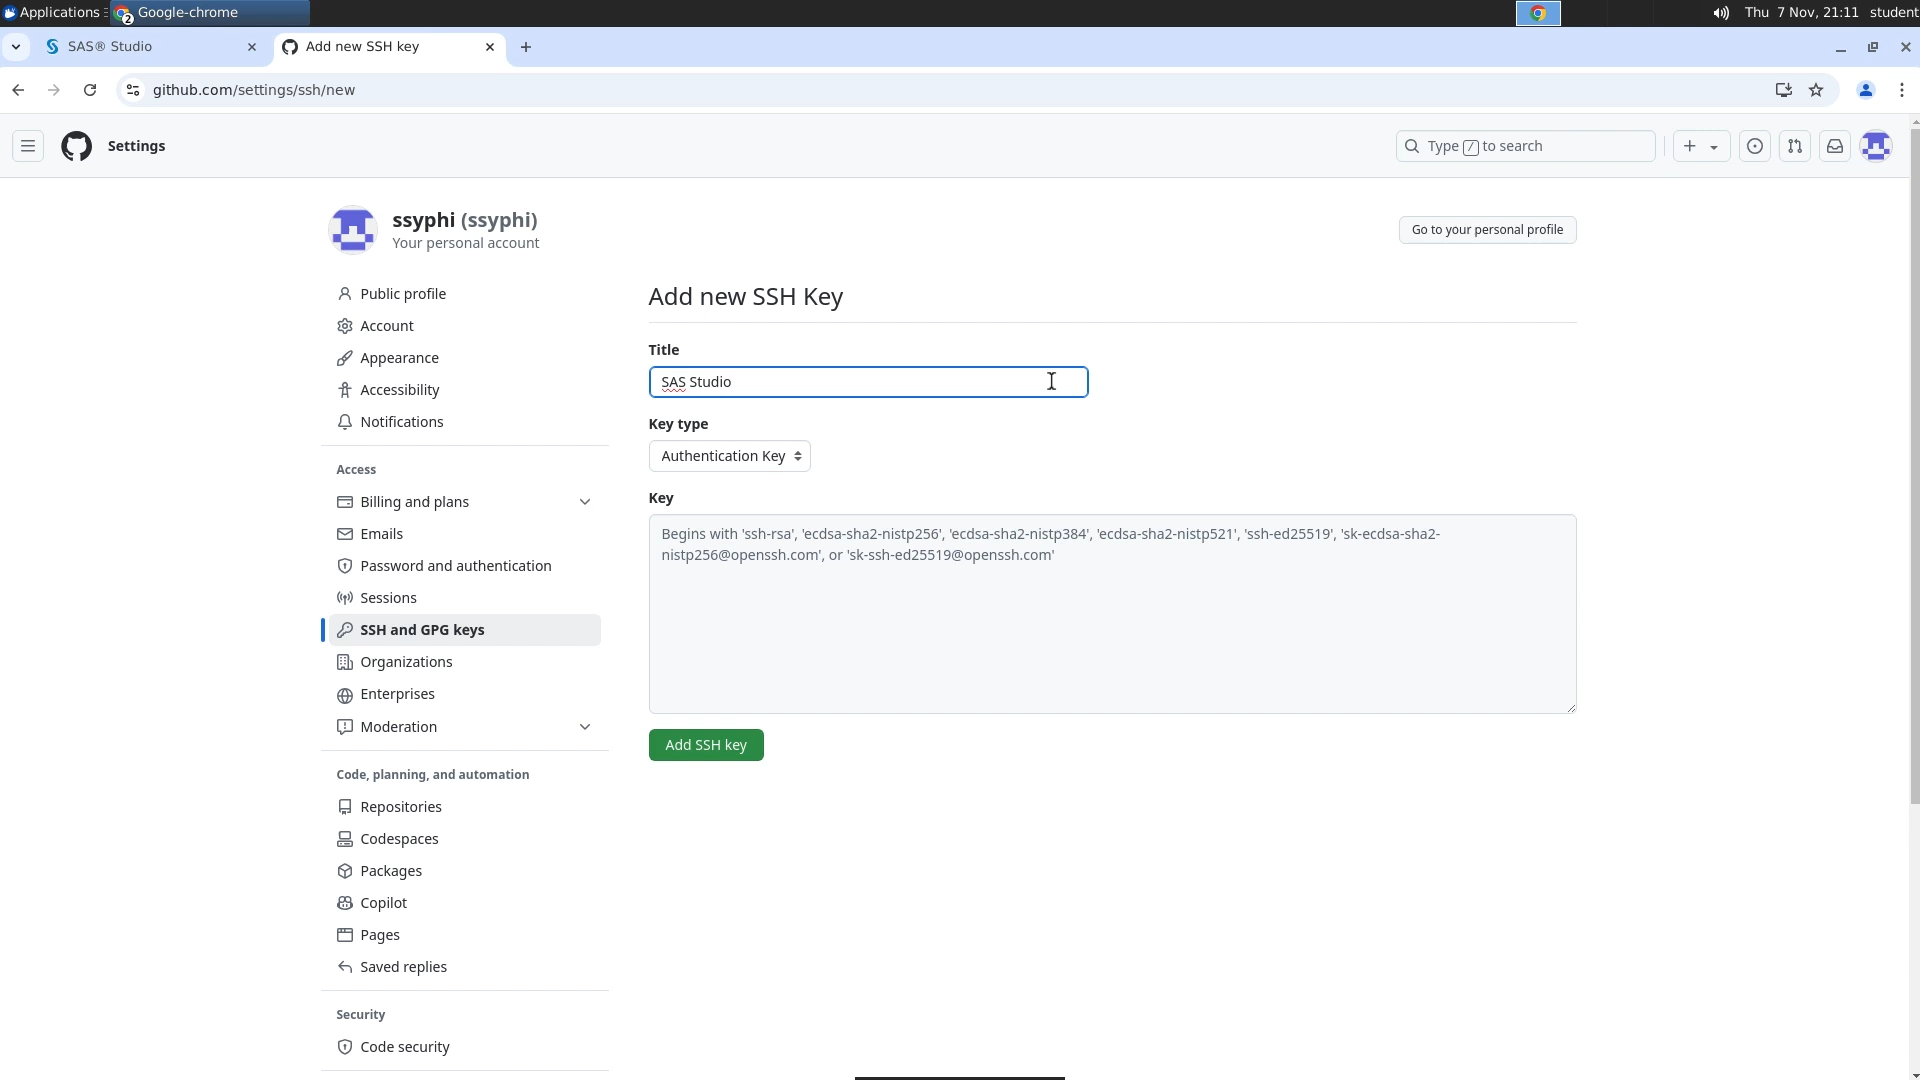 Applications
2 Google-chrome
Thu 7 Nov, 21:11 student
S SAS® Studio
Add new SSH key
github.com/settings/ssh/new
Settings
Type / to search
ssyphi (ssyphi)
Your personal account
Go to your personal profile
Public profile
Account
Appearance
Accessibility
Notifications
Access
Billing and plans
Emails
Password and authentication
Sessions
SSH and GPG keys
Organizations
Enterprises
Moderation
Code, planning, and automation
Repositories
Codespaces
Packages
Copilot
Pages
Saved replies
Security
Code security
Add new SSH Key
Title
SAS Studio
Key type
Authentication Key
Key
Begins with 'ssh-rsa', 'ecdsa-sha2-nistp256', 'ecdsa-sha2-nistp384', 'ecdsa-sha2-nistp521', 'ssh-ed25519', 'sk-ecdsa-sha2-
nistp256@openssh.com', or 'sk-ssh-ed25519@openssh.com'
Add SSH key